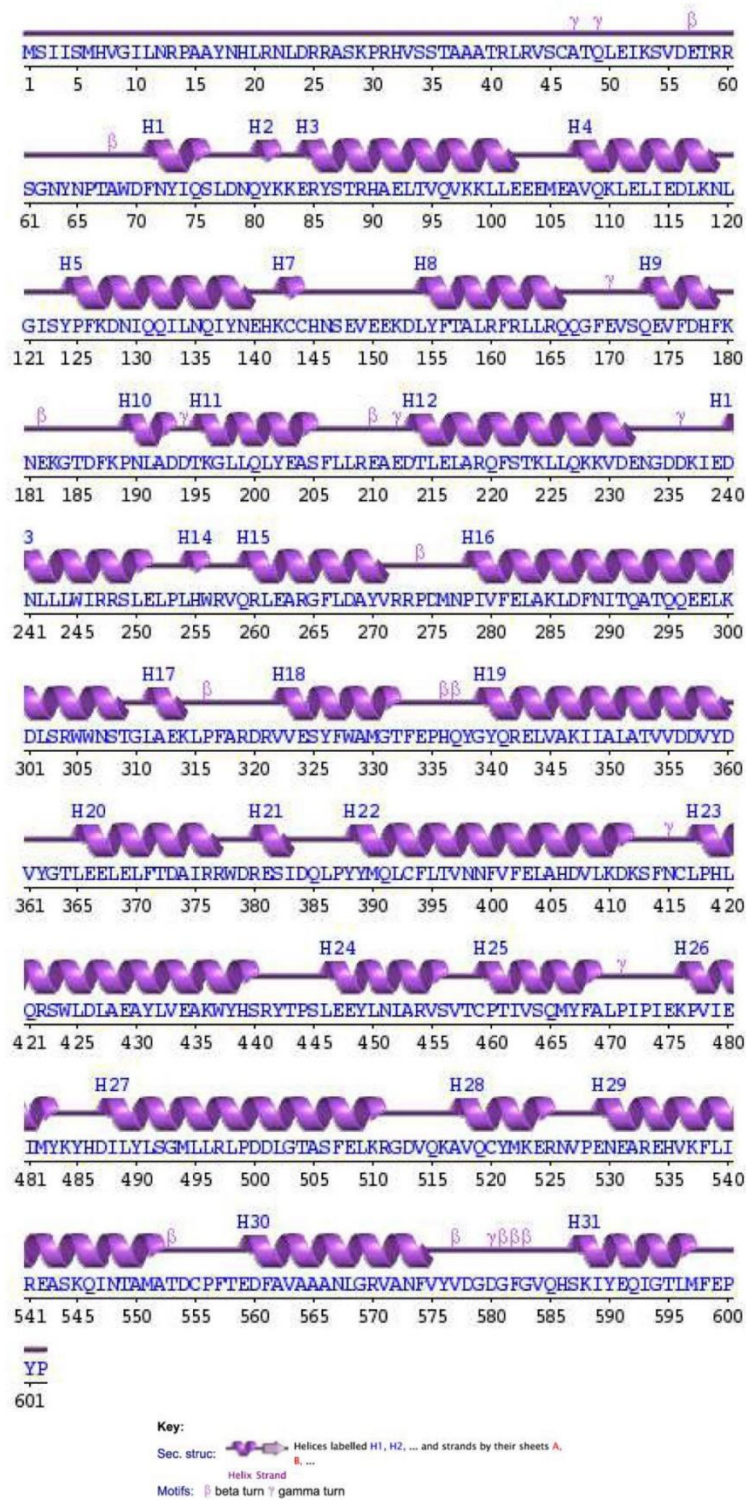 γ γ β
MSIISMHVGILNRPAAYNHLRNLDRRASKPRHVSSTAAATRLRVSCATQLEIKSVDETRR
1 5 10 15 20 25 30 35 40 45 50 55 60
β H1 H2 H3 H4
SGNYNPTAWDFNYIQSLDNQYKKERYSTRHAELTVQVKKLLEEEMEAVQKLELIEDLKNL
61 65 70 75 80 85 90 95 100 105 110 115 120
H5 H7 H8 γ H9
GISYPFKDNIQQILNQIYNEHKCCHNSEVEEKDLYFTALRFRLLRQQGFEVSQEVFDHFK
121 125 130 135 140 145 150 155 160 165 170 175 180
β H10 γ H11 β γ H12 γ H1
NEKGTDFKPNLADDTKGLLQLYEASFLLREAEDTLELARQFSTKLLQKKVDENGDDKIED
181 185 190 195 200 205 210 215 220 225 230 235 240
3 H14 H15 β H16
NLLLWIRRSLELPLHWRVQRLEARGFLDAYVRRPDMNPIVFELAKLDFNITQATQQEELK
241 245 250 255 260 265 270 275 280 285 290 295 300
H17 β H18 ββ H19
DLSRWWNSTGLAEKLPFARDRVVESYFWAMGTFEPHQYGYQRELVAKIIALATVVDDVYD
301 305 310 315 320 325 330 335 340 345 350 355 360
H20 H21 H22 γ H23
VYGTLEELELFTDAIRRWDRESIDQLPYYMQLCFLTVNNFVFELAHDVLKDKSFNCLPHL
361 365 370 375 380 385 390 395 400 405 410 415 420
H24 H25 γ H26
QRSWLDLAEAYLVEAKWYHSRYTPSLEEYLNIARVSVTCPTIVSQMYFALPIPIEKPVIE
421 425 430 435 440 445 450 455 460 465 470 475 480
H27 H28 H29
IMYKYHDILYLSGMLLRLPDDLGTASFELKRGDVQKAVQCYMKERNVPENEAREHVKFLI
481 485 490 495 500 505 510 515 520 525 530 535 540
β H30 β γβββ H31
REASKQINTAMATDCPFTEDFAVAAANLGRVANFVYVDGDGFGVQHSKIYEQIGTLMFEP
541 545 550 555 560 565 570 575 580 585 590 595 600
YP
601
Key:
Sec. struc: Helices labelled H1, H2, ... and strands by their sheets A,
B, ...
Helix Strand
Motifs: β beta turn γ gamma turn